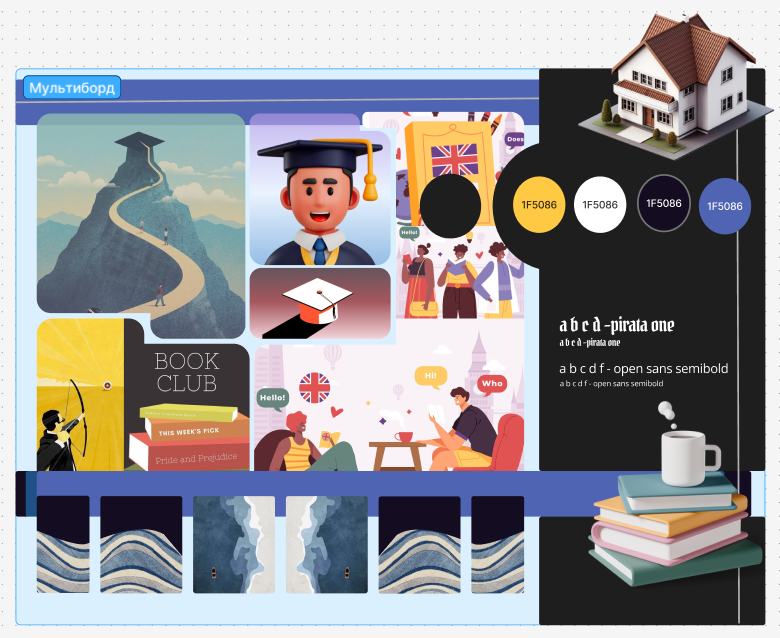 Мультиборд
Does
Hello!
1F5086
1F5086
1F5086
1F5086
a b c d -pirata one
a b c d -pirata one
a b c d f - open sans semibold
a b c d f - open sans semibold
BOOK
CLUB
THIS WEEK'S PICK
Pride and Prejudice
Hello!
Hi!
Who